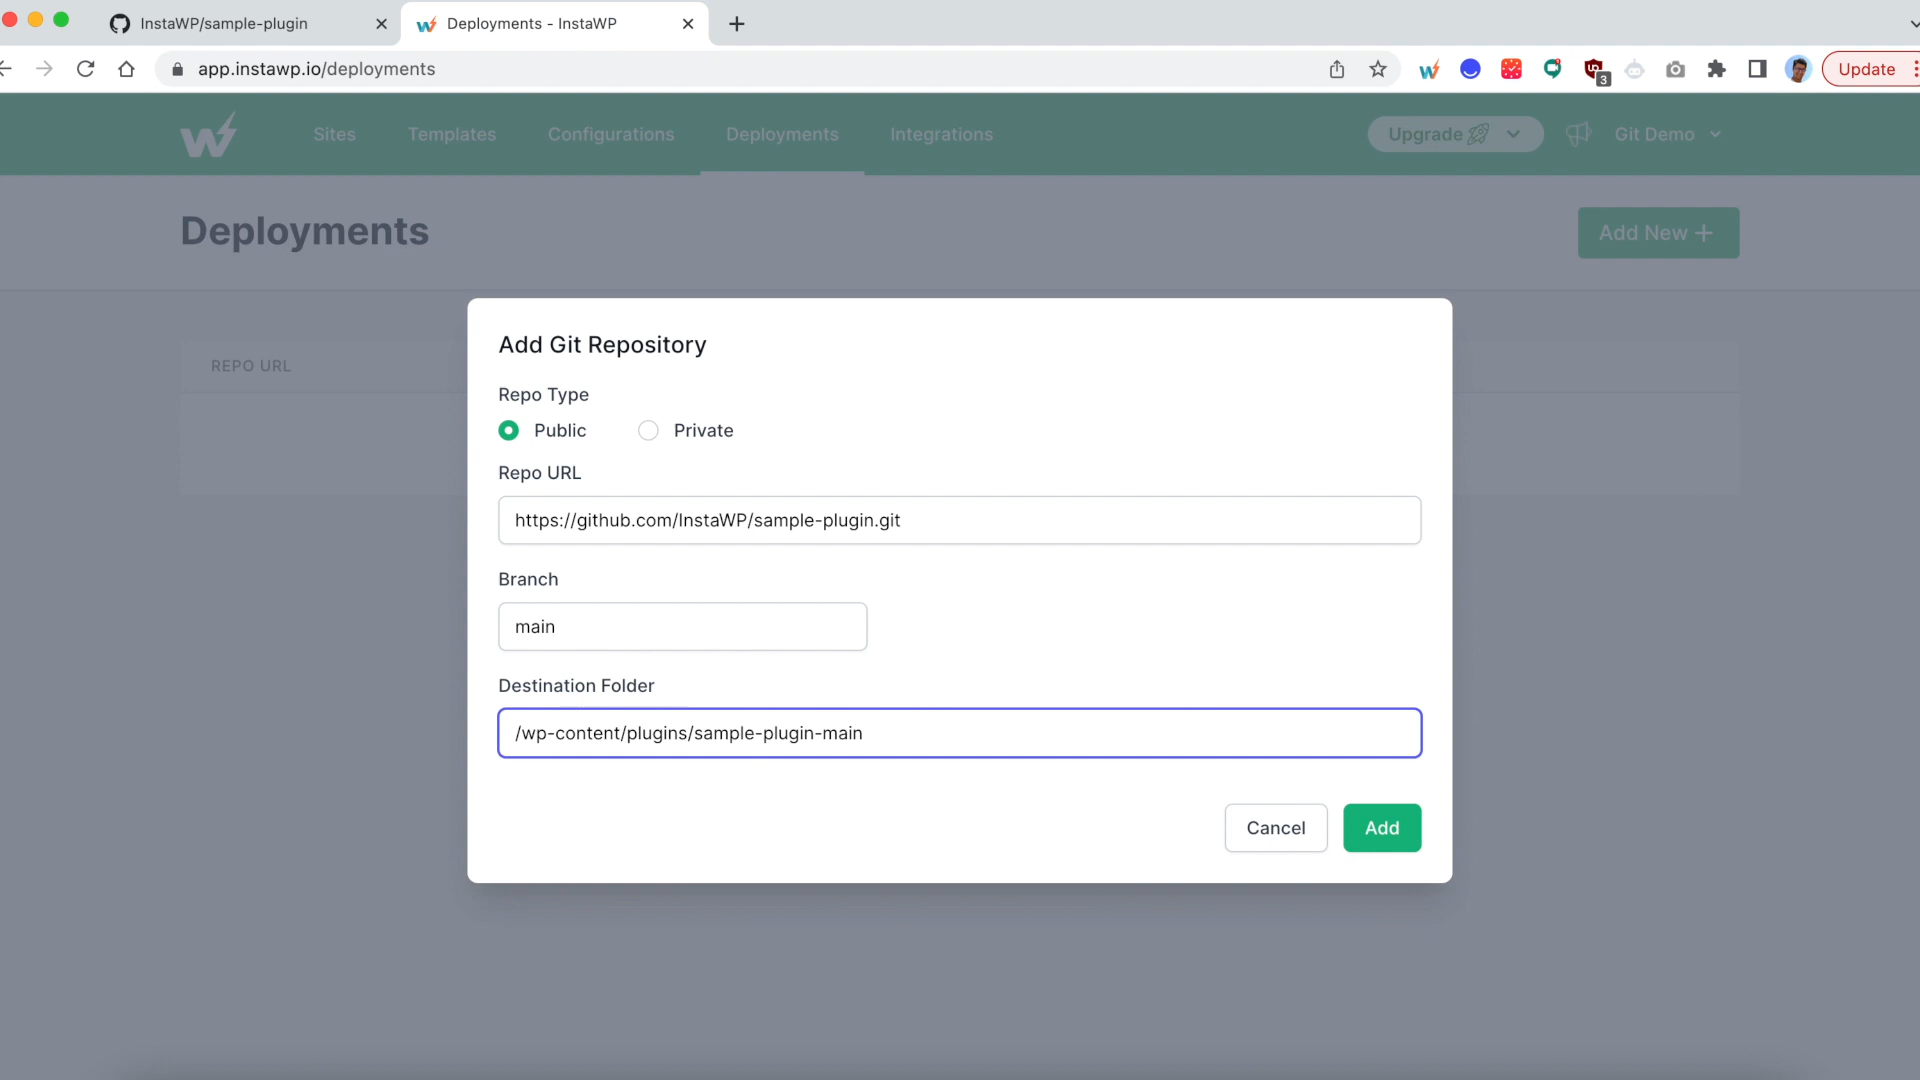 InstaWP/sample-plugin
Deployments - InstaWP
app.instawp.io/deployments
3
Update
Sites
Templates
Configurations
Deployments
Integrations
Upgrade
Git Demo
Deployments
Add New +
REPO URL
Add Git Repository
Repo Type
Public
Private
Repo URL
https://github.com/InstaWP/sample-plugin.git
Branch
main
Destination Folder
/wp-content/plugins/sample-plugin-main
Cancel
Add